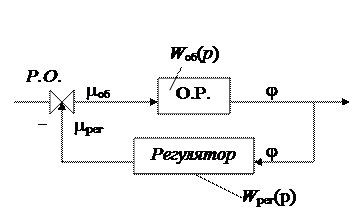 Wоб(p)
P.O.
μоб
О.Р.
φ
–
μрег
Регулятор
φ
Wрег(p)